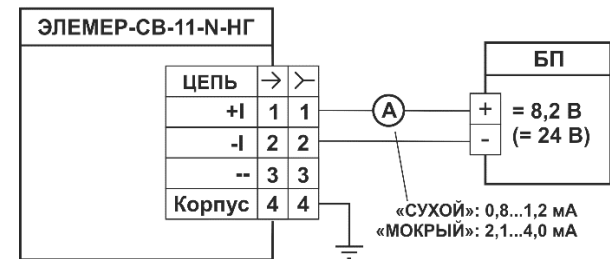 ЭЛЕМЕР-СВ-11-N-НГ
БП
ЦЕПЬ
+I 1 1
-I 2 2
-- 3 3
Корпус 4 4
A
+
-
= 8,2 В
(= 24 В)
«СУХОЙ»: 0,8...1,2 мА
«МОКРЫЙ»: 2,1...4,0 мА